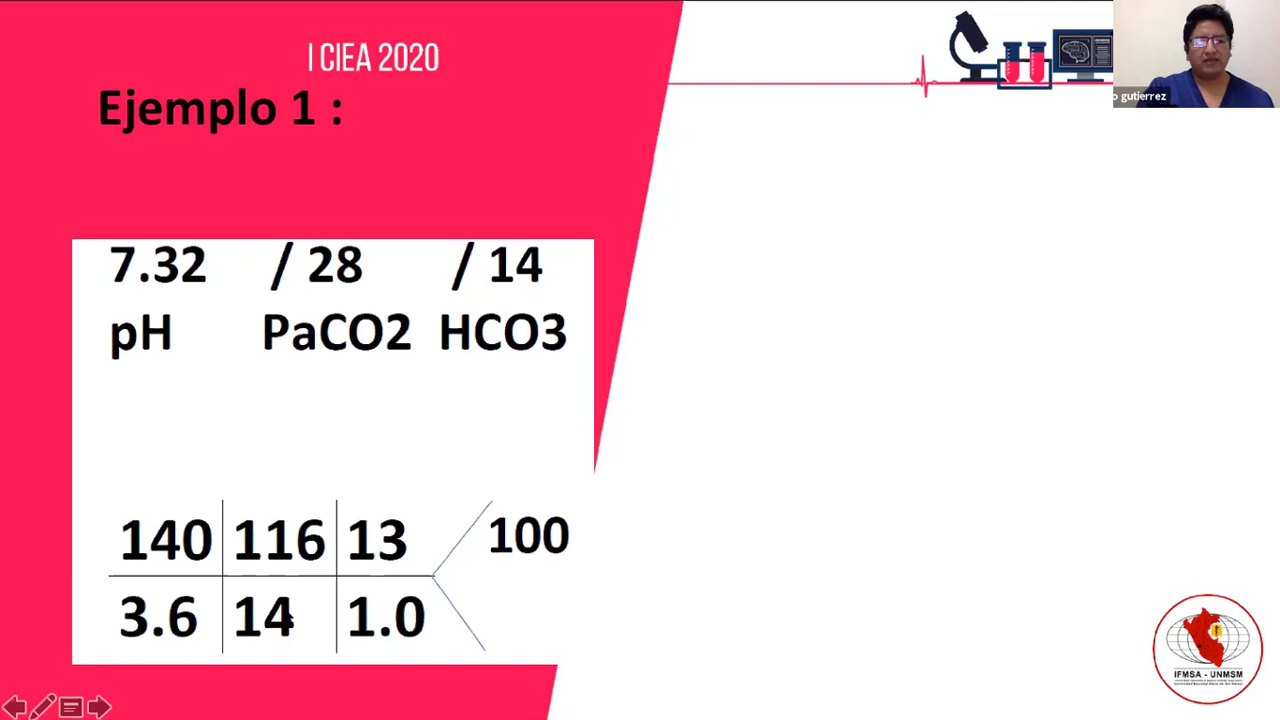 I CIEA 2020
Ejemplo 1 :
o gutierrez
7.32 / 28 / 14
pH PaCO2 HCO3
140 116 13 100
3.6 14 1.0
IFMSA - UNMSM